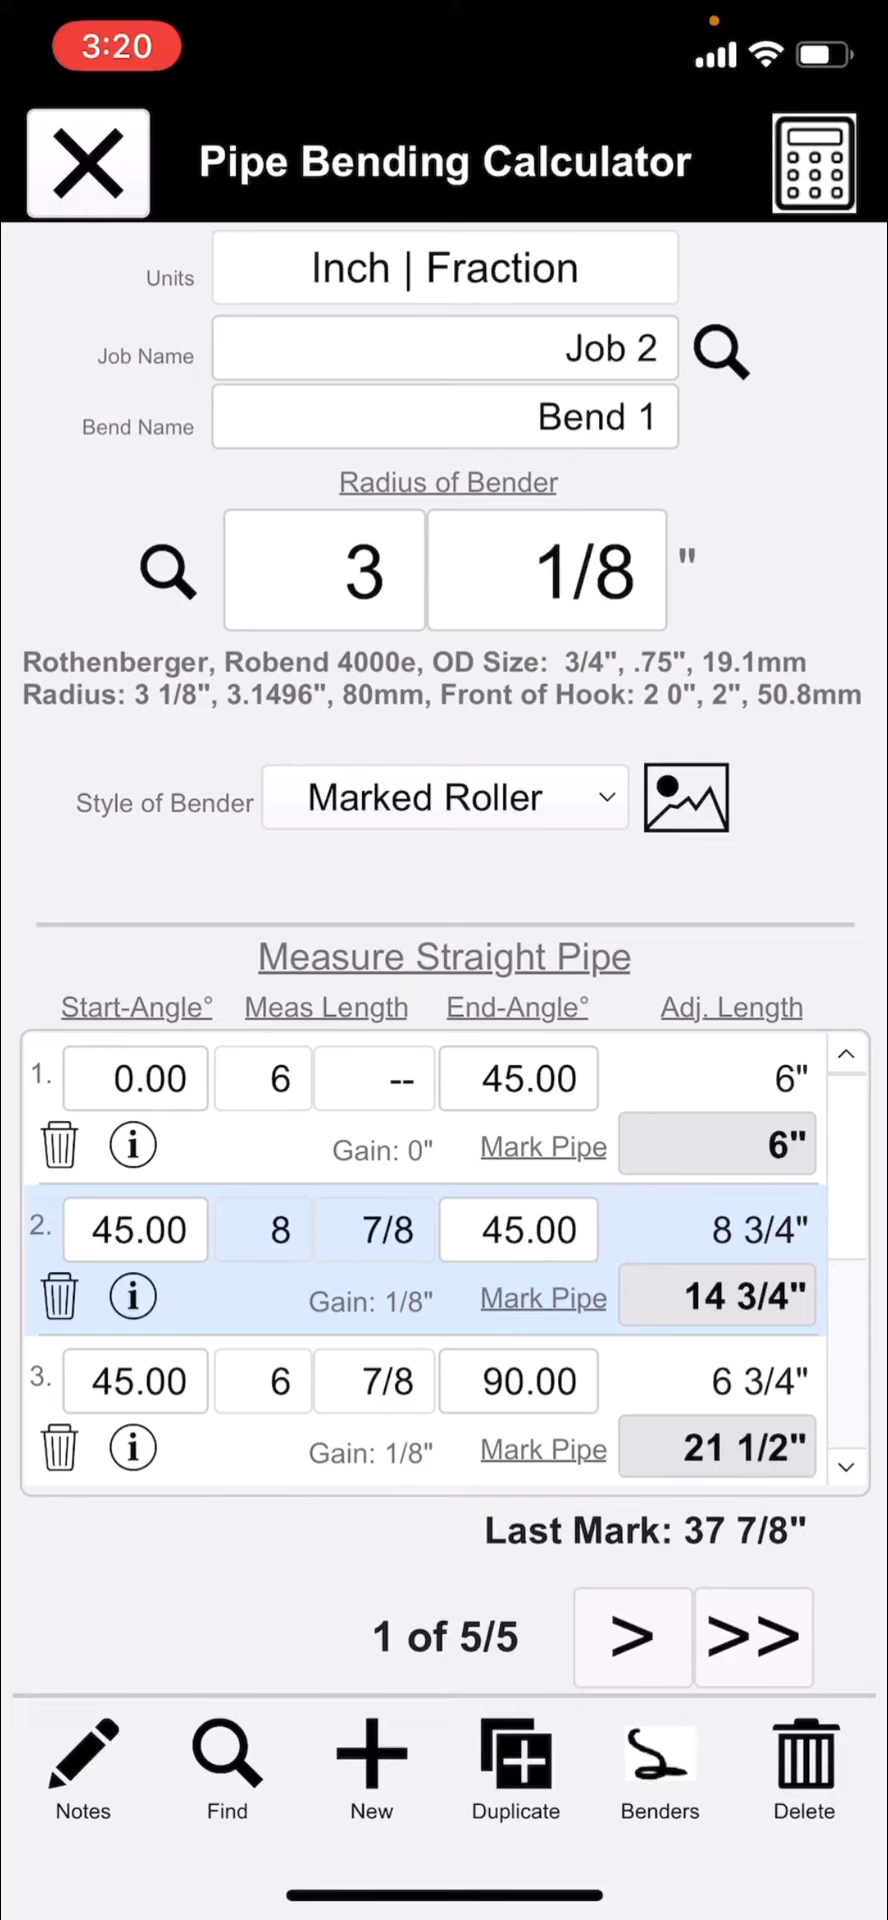 3:20
Pipe Bending Calculator
Units Inch | Fraction
Job Name Job 2
Bend Name Bend 1
Radius of Bender
3 1/8 "
Rothenberger, Robend 4000e, OD Size: 3/4", .75", 19.1mm
Radius: 3 1/8", 3.1496", 80mm, Front of Hook: 2 0", 2", 50.8mm
Style of Bender Marked Roller
Measure Straight Pipe
Start-Angle° Meas Length End-Angle° Adj. Length
1. 0.00 6 -- 45.00 6"
i Gain: 0" Mark Pipe 6"
2. 45.00 8 7/8 45.00 8 3/4"
i Gain: 1/8" Mark Pipe 14 3/4"
3. 45.00 6 7/8 90.00 6 3/4"
i Gain: 1/8" Mark Pipe 21 1/2"
Last Mark: 37 7/8"
1 of 5/5 > >>
Notes Find New Duplicate Benders Delete